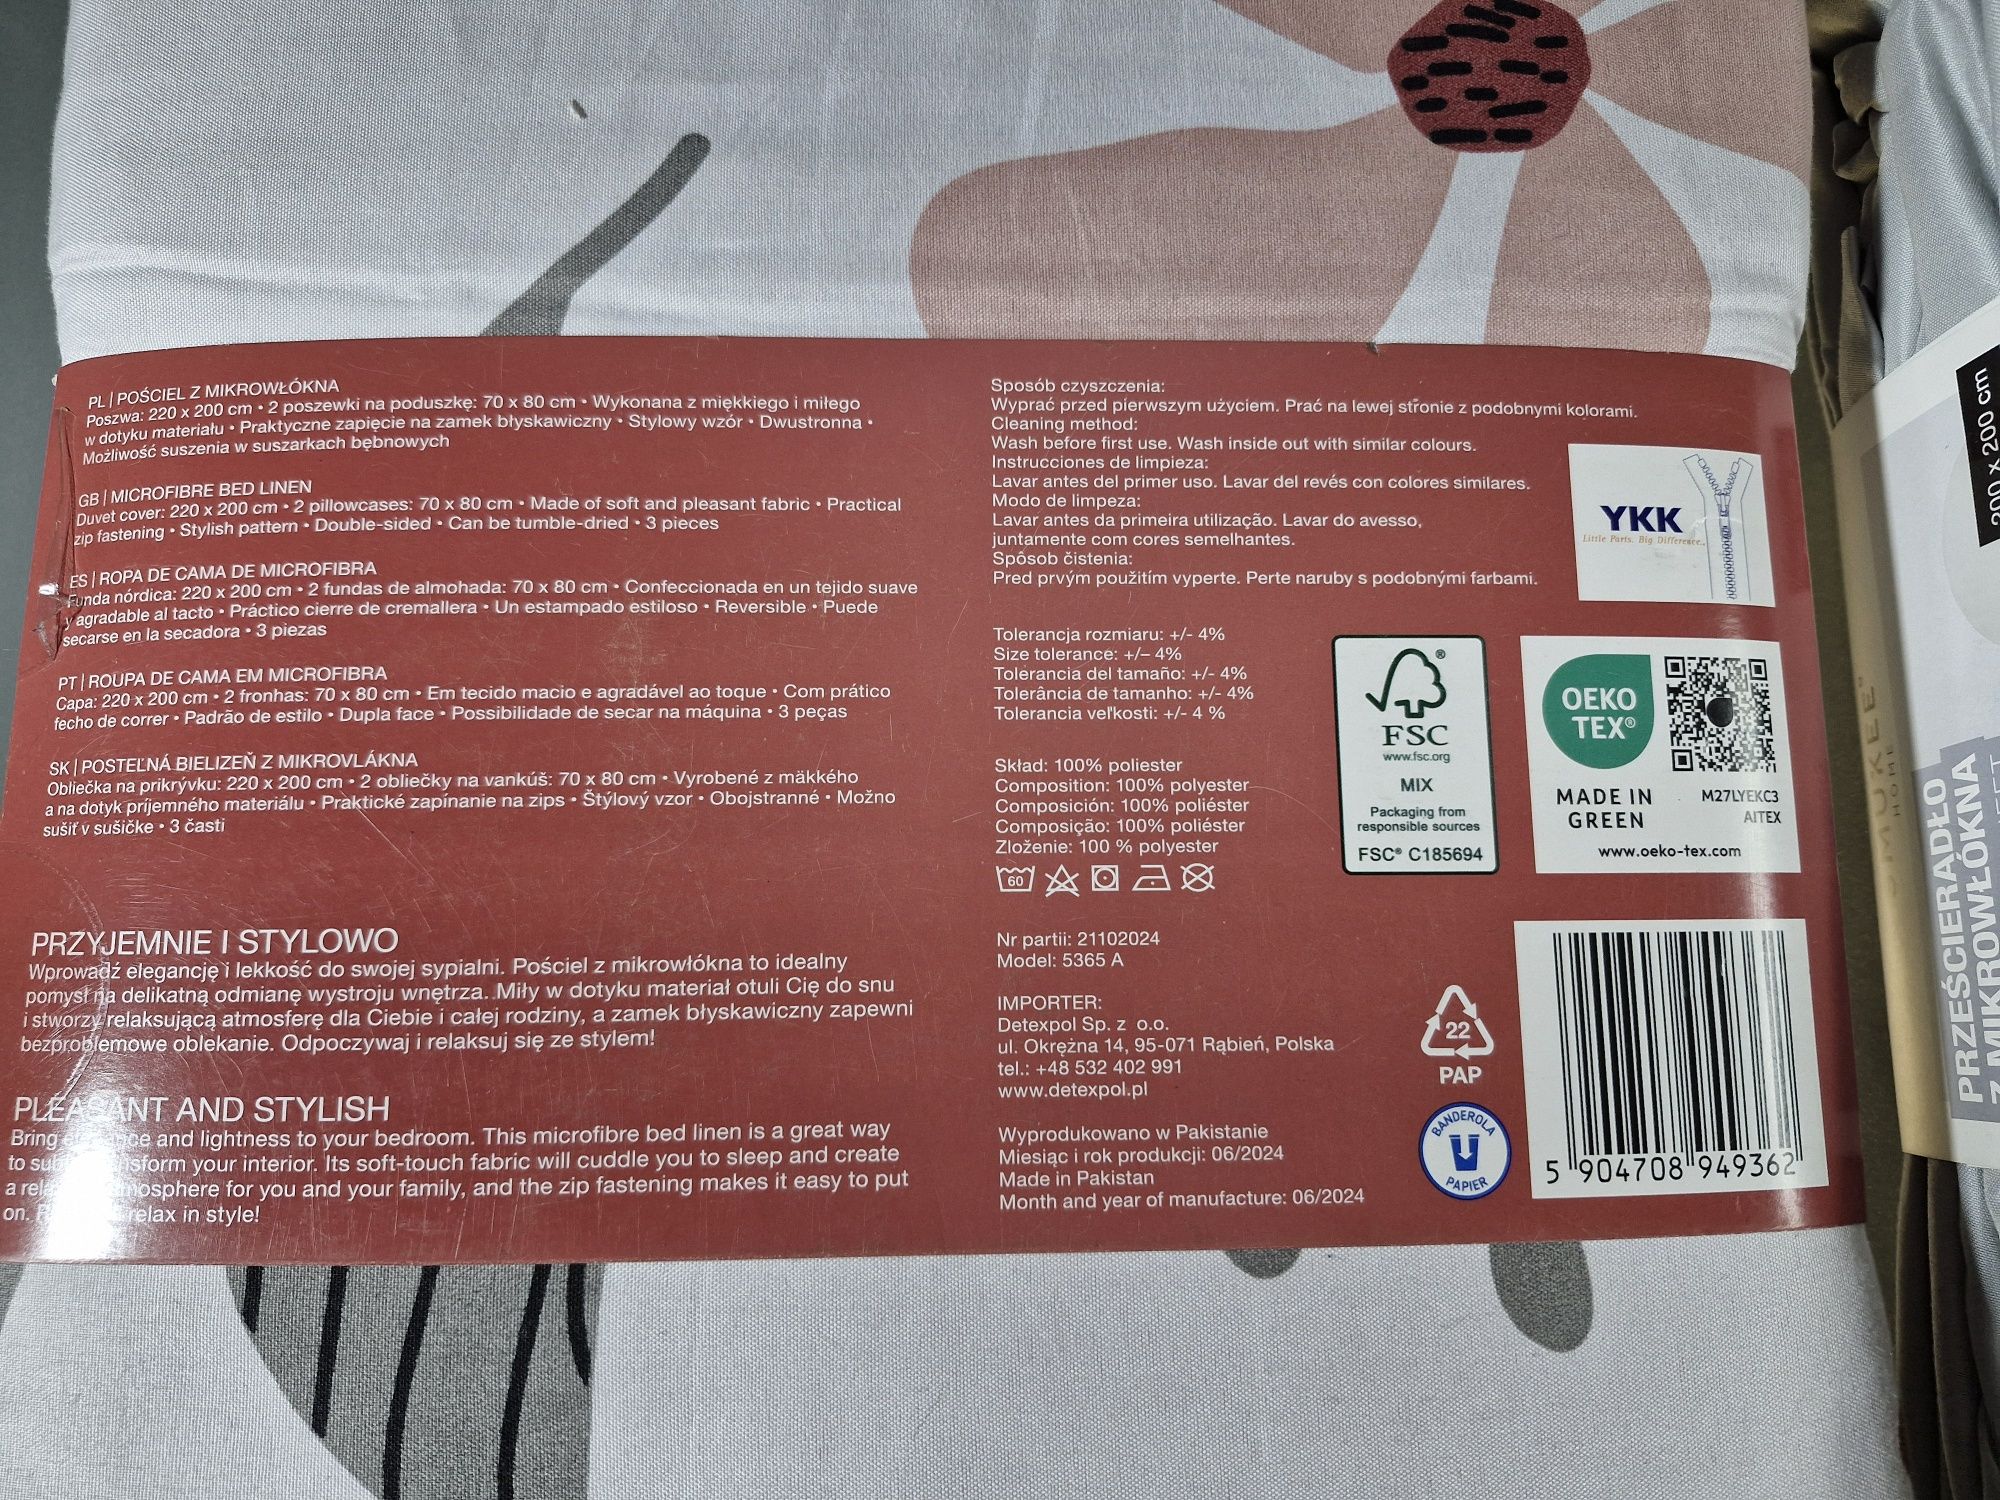 PL | POŚCIEL Z MIKROWŁÓKNA
Poszwa: 220 x 200 cm • 2 poszewki na poduszkę: 70 x 80 cm • Wykonana z miękkiego i miłego
w dotyku materiału • Praktyczne zapięcie na zamek błyskawiczny • Stylowy wzór • Dwustronna •
Możliwość suszenia w suszarkach bębnowych
GB | MICROFIBRE BED LINEN
Duvet cover: 220 x 200 cm • 2 pillowcases: 70 x 80 cm • Made of soft and pleasant fabric • Practical
zip fastening • Stylish pattern • Double-sided • Can be tumble-dried • 3 pieces
ES | ROPA DE CAMA DE MICROFIBRA
Funda nórdica: 220 x 200 cm • 2 fundas de almohada: 70 x 80 cm • Confeccionada en un tejido suave
y agradable al tacto • Práctico cierre de cremallera • Un estampado estiloso • Reversible • Puede
secarse en la secadora • 3 piezas
PT | ROUPA DE CAMA EM MICROFIBRA
Capa: 220 x 200 cm • 2 fronhas: 70 x 80 cm • Em tecido macio e agradável ao toque • Com prático
fecho de correr • Padrão de estilo • Dupla face • Possibilidade de secar na máquina • 3 peças
SK | POSTEĽNÁ BIELIZEŇ Z MIKROVLÁKNA
Obliečka na prikrývku: 220 x 200 cm • 2 obliečky na vankúš: 70 x 80 cm • Vyrobené z mäkkého
a na dotyk príjemného materiálu • Praktické zapínanie na zips • Štýlový vzor • Obojstranné • Možno
sušiť v sušičke • 3 časti
PRZYJEMNIE I STYLOWO
Wprowadź elegancję i lekkość do swojej sypialni. Pościel z mikrowłókna to idealny
pomysł na delikatną odmianę wystroju wnętrza. Miły w dotyku materiał otuli Cię do snu
i stworzy relaksującą atmosferę dla Ciebie i całej rodziny, a zamek błyskawiczny zapewni
bezproblemowe oblekanie. Odpoczywaj i relaksuj się ze stylem!
PLEASANT AND STYLISH
Bring and lightness to your bedroom. This microfibre bed linen is a great way
to your interior. Its soft-touch fabric will cuddle you to sleep and create
a for you and your family, and the zip fastening makes it easy to put
on. relax in style!
Sposób czyszczenia:
Wyprać przed pierwszym użyciem. Prać na lewej stronie z podobnymi kolorami.
Cleaning method:
Wash before first use. Wash inside out with similar colours.
Instrucciones de limpieza:
Lavar antes del primer uso. Lavar del revés con colores similares.
Modo de limpeza:
Lavar antes da primeira utilização. Lavar do avesso,
juntamente com cores semelhantes.
Spôsob čistenia:
Pred prvým použitím vyperte. Perte naruby s podobnými farbami.
Tolerancja rozmiaru: +/- 4%
Size tolerance: +/– 4%
Tolerancia del tamaño: +/- 4%
Tolerância de tamanho: +/- 4%
Tolerancia veľkosti: +/- 4 %
Skład: 100% poliester
Composition: 100% polyester
Composición: 100% poliéster
Composição: 100% poliéster
Zloženie: 100 % polyester
60
Nr partii: 21102024
Model: 5365 A
IMPORTER:
Detexpol Sp. z o.o.
ul. Okrężna 14, 95-071 Rąbień, Polska
tel.: +48 532 402 991
www.detexpol.pl
Wyprodukowano w Pakistanie
Miesiąc i rok produkcji: 06/2024
Made in Pakistan
Month and year of manufacture: 06/2024
YKK
Little Parts. Big Difference.
FSC®
www.fsc.org
MIX
Packaging from
responsible sources
FSC® C185694
OEKO
TEX®
MADE IN
GREEN
M27LYEKC3
AITEX
www.oeko-tex.com
22
PAP
BANDEROLA
PAPIER
5 904708 949362
200 x 200 cm
HOME
PRZEŚCIERADŁO
Z MIKROWŁÓKNA